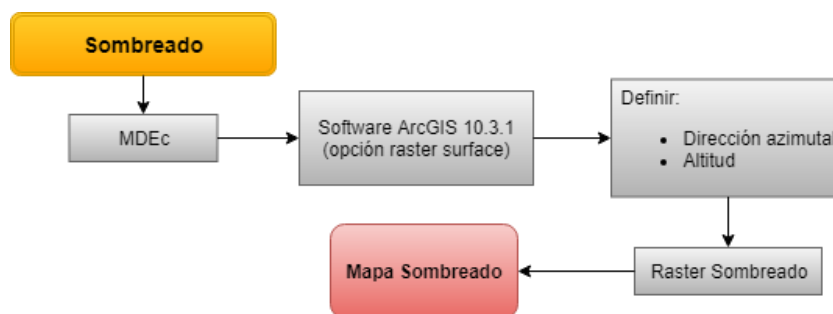 Sombreado
MDEc
Software ArcGIS 10.3.1
(opción raster surface)
Definir:
• Dirección azimutal
• Altitud
Mapa Sombreado
Raster Sombreado